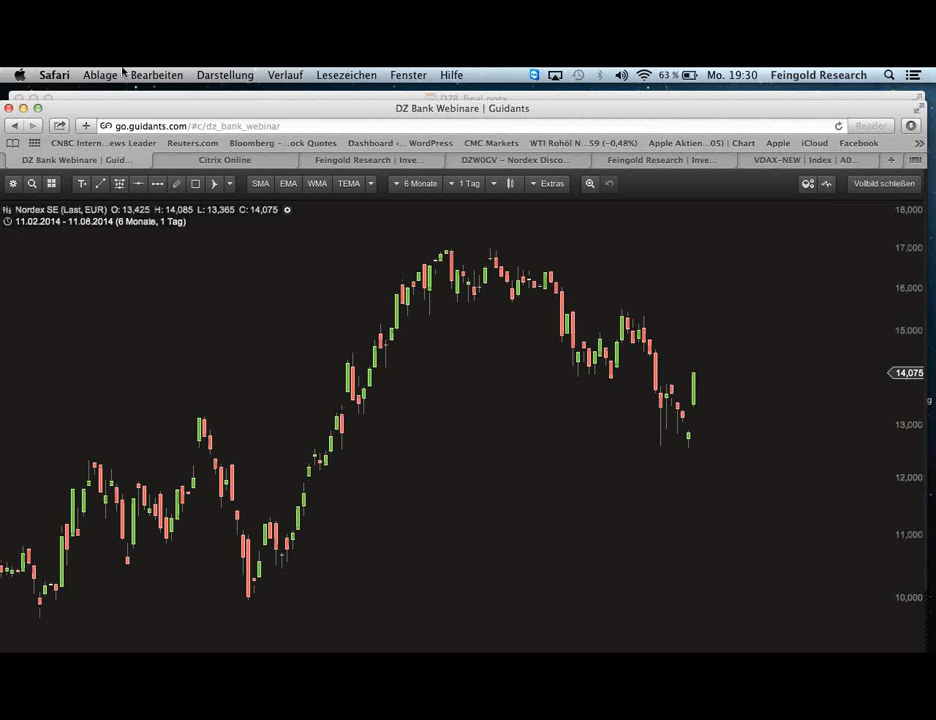 Safari Ablage Bearbeiten Darstellung Verlauf Lesezeichen Fenster Hilfe 63 % Mo. 19:30 Feingold Research
DZB_final.pptx
DZ Bank Webinare | Guidants
go.guidants.com/#c/dz_bank_webinar Reader
CNBC Intern...ews Leade Reuters.com Bloomberg -...ock Quotes Dashboard -... WordPress CMC Markets WTI Rohöl N... 59 (−0,48%) Apple Aktien... (US) | Chart Apple iCloud Facebook
DZ Bank Webinare | Guid... Citrix Online Feingold Research | Inve... DZW0GV – Nordex Disco... Feingold Research | Inve... VDAX-NEW | Index | A0...
T SMA EMA WMA TEMA 6 Monate 1 Tag Extras Vollbild schließen
Nordex SE (Last, EUR) O: 13,425 H: 14,085 L: 13,365 C: 14,075
11.02.2014 - 11.08.2014 (6 Monate, 1 Tag)
18,000
17,000
16,000
15,000
14,075
13,000
12,000
11,000
10,000